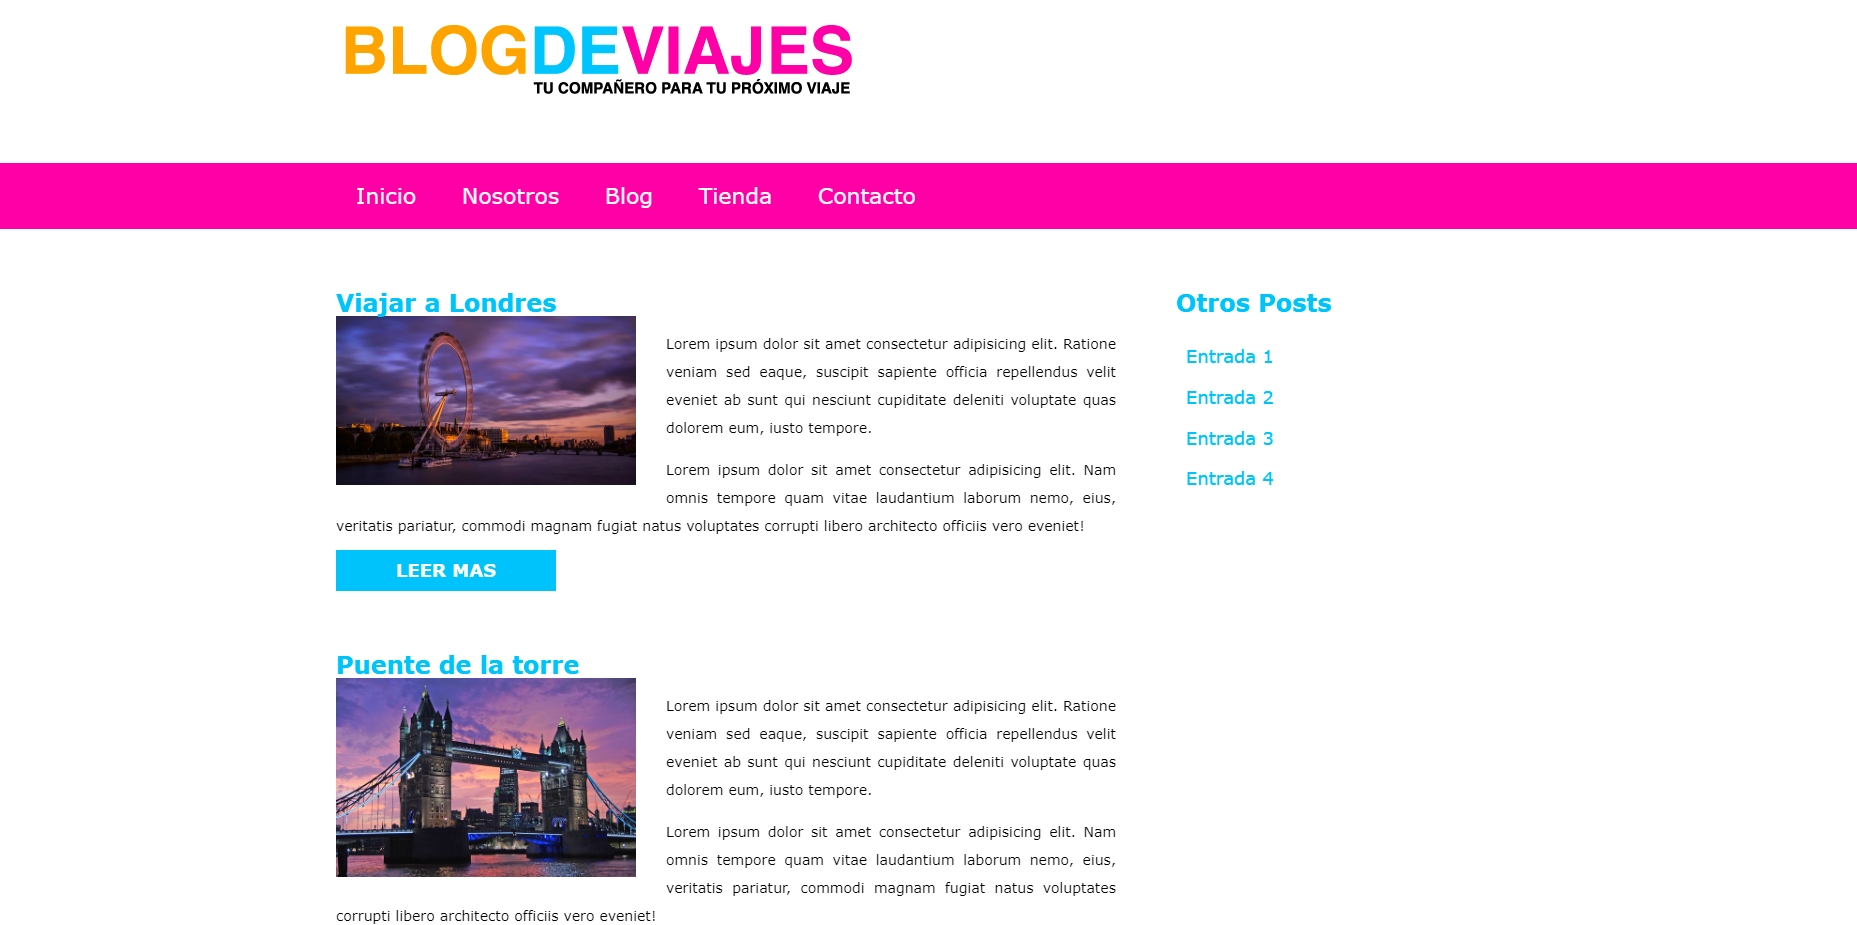 BLOGDEVIAJES
TU COMPAÑERO PARA TU PRÓXIMO VIAJE
Inicio Nosotros Blog Tienda Contacto
Viajar a Londres
Lorem ipsum dolor sit amet consectetur adipisicing elit. Ratione
veniam sed eaque, suscipit sapiente officia repellendus velit
eveniet ab sunt qui nesciunt cupiditate deleniti voluptate quas
dolorem eum, iusto tempore.
Lorem ipsum dolor sit amet consectetur adipisicing elit. Nam
omnis tempore quam vitae laudantium laborum nemo, eius,
veritatis pariatur, commodi magnam fugiat natus voluptates corrupti libero architecto officiis vero eveniet!
LEER MAS
Puente de la torre
Lorem ipsum dolor sit amet consectetur adipisicing elit. Ratione
veniam sed eaque, suscipit sapiente officia repellendus velit
eveniet ab sunt qui nesciunt cupiditate deleniti voluptate quas
dolorem eum, iusto tempore.
Lorem ipsum dolor sit amet consectetur adipisicing elit. Nam
omnis tempore quam vitae laudantium laborum nemo, eius,
veritatis pariatur, commodi magnam fugiat natus voluptates
corrupti libero architecto officiis vero eveniet!
Otros Posts
Entrada 1
Entrada 2
Entrada 3
Entrada 4